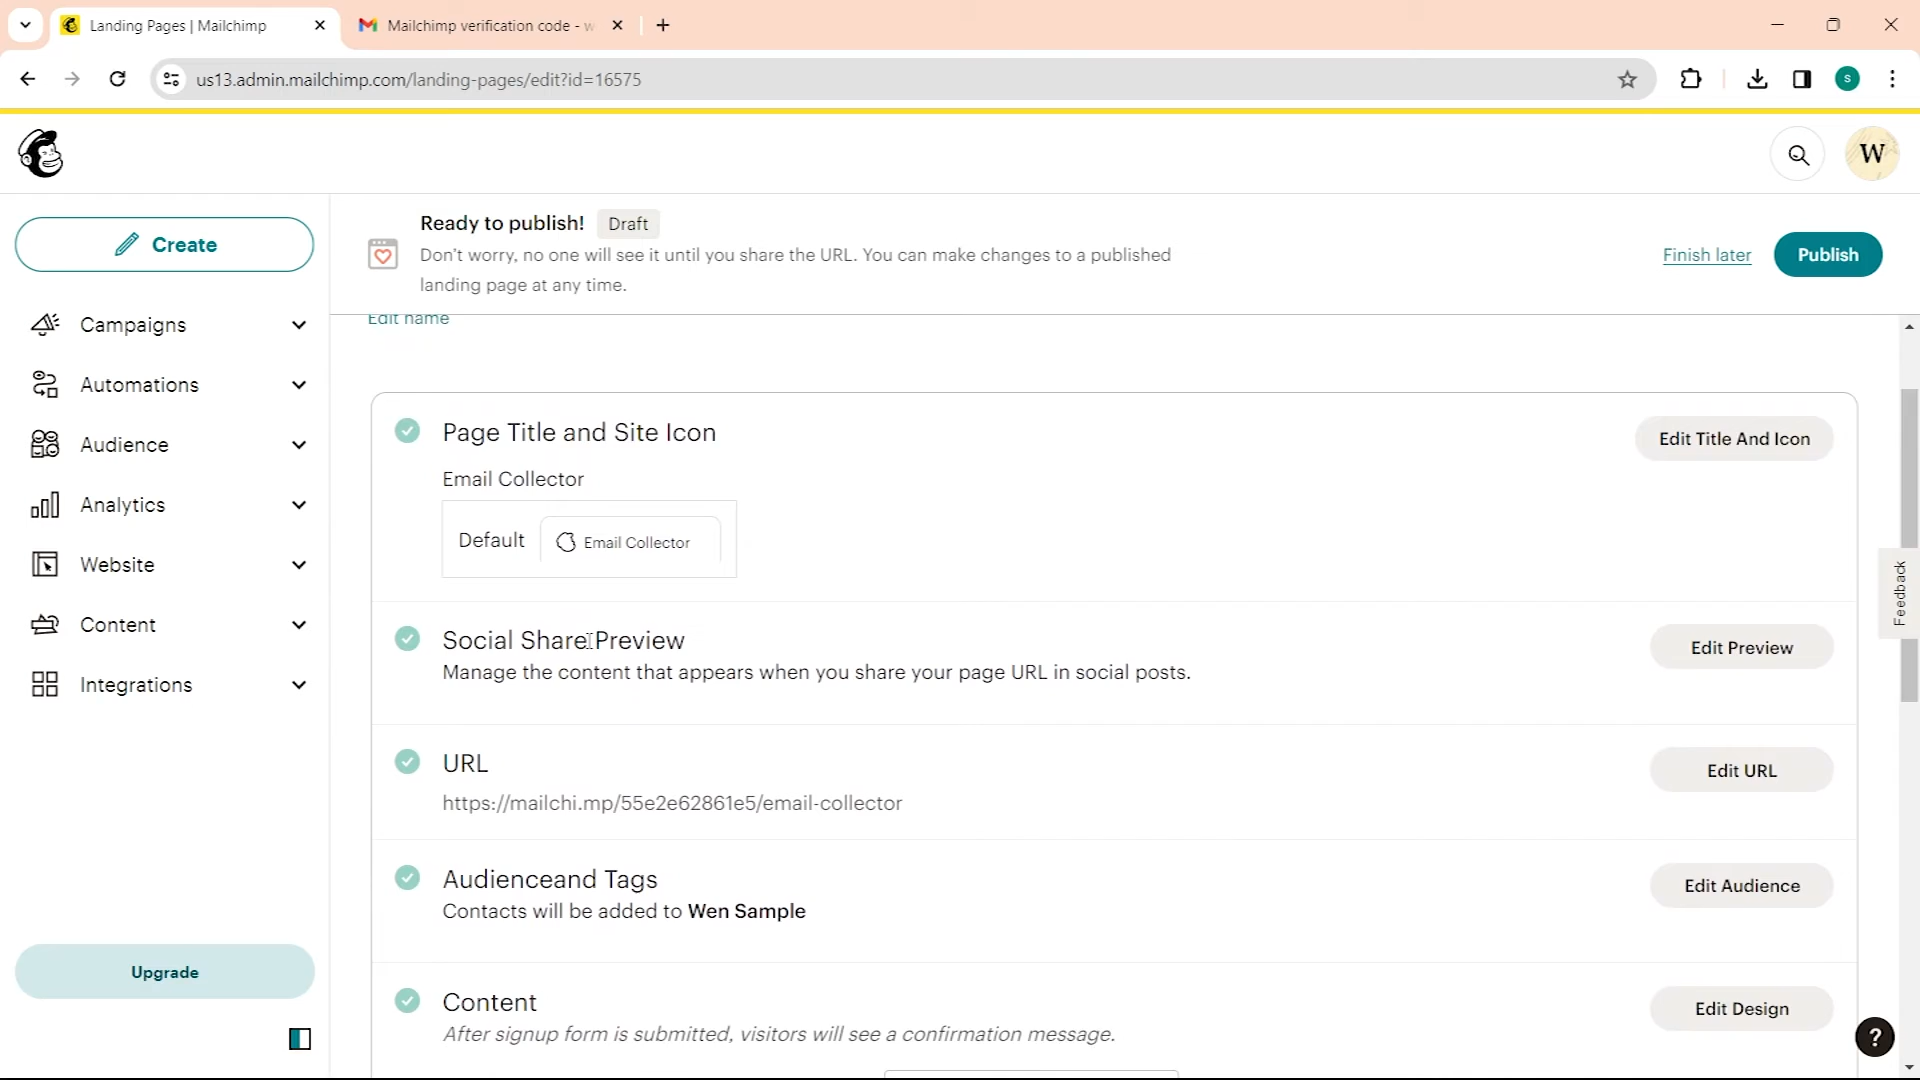 Landing Pages | Mailchimp
Mailchimp verification code - w
us13.admin.mailchimp.com/landing-pages/edit?id=16575
S
W
Create
Campaigns
Automations
Audience
Analytics
Website
Content
Integrations
Upgrade
Ready to publish! Draft
Don't worry, no one will see it until you share the URL. You can make changes to a published
landing page at any time.
Finish later
Publish
Edit name
Page Title and Site Icon
Edit Title And Icon
Email Collector
Default
Email Collector
Social Share Preview
Edit Preview
Manage the content that appears when you share your page URL in social posts.
URL
Edit URL
https://mailchi.mp/55e2e62861e5/email-collector
Audienceand Tags
Edit Audience
Contacts will be added to Wen Sample
Content
Edit Design
After signup form is submitted, visitors will see a confirmation message.
Feedback
?